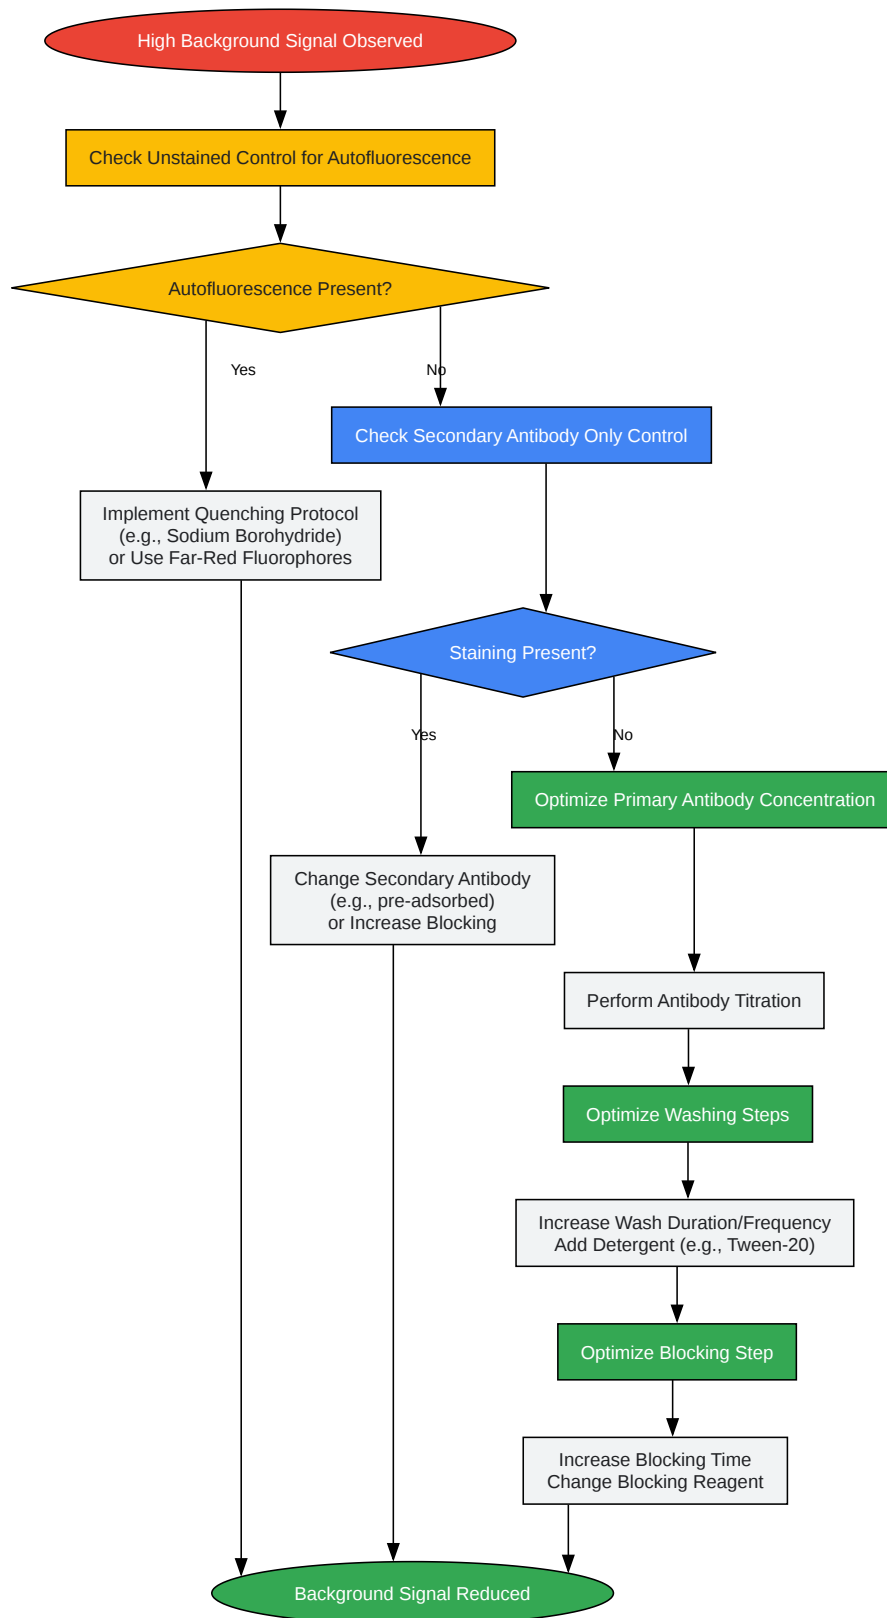 High Background Signal Observed
Check Unstained Control for Autofluorescence
Autofluorescence Present?
Yes
No
Check Secondary Antibody Only Control
Implement Quenching Protocol
(e.g., Sodium Borohydride)
or Use Far-Red Fluorophores
Staining Present?
Yes
No
Optimize Primary Antibody Concentration
Change Secondary Antibody
(e.g., pre-adsorbed)
or Increase Blocking
Perform Antibody Titration
Optimize Washing Steps
Increase Wash Duration/Frequency
Add Detergent (e.g., Tween-20)
Optimize Blocking Step
Increase Blocking Time
Change Blocking Reagent
Background Signal Reduced